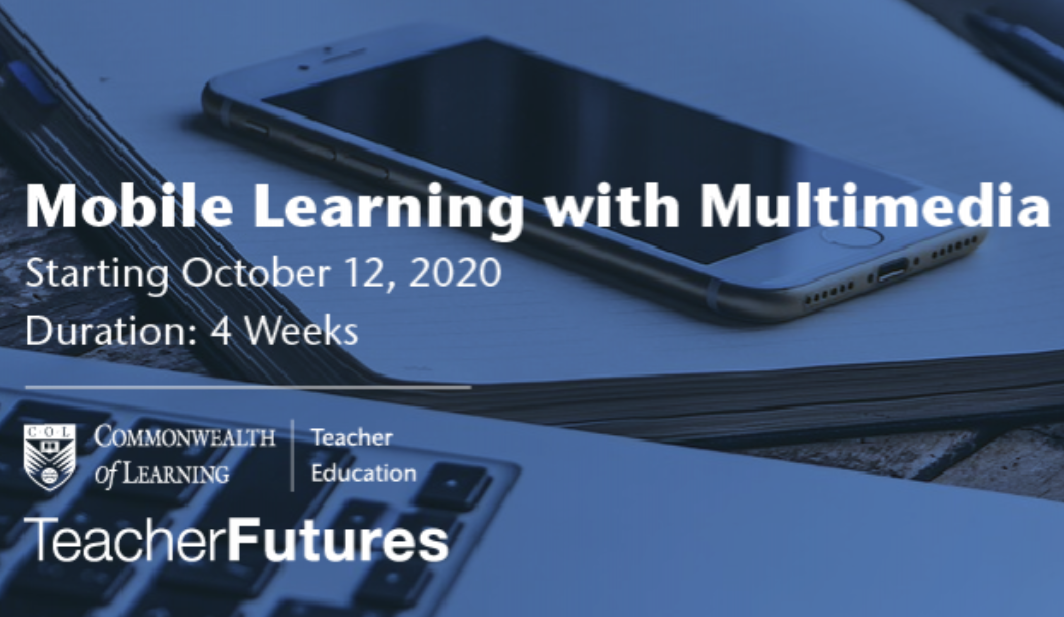 Mobile Learning with Multimedia
Starting October 12, 2020
Duration: 4 Weeks
COL
COMMONWEALTH
of LEARNING
Teacher
Education
TeacherFutures